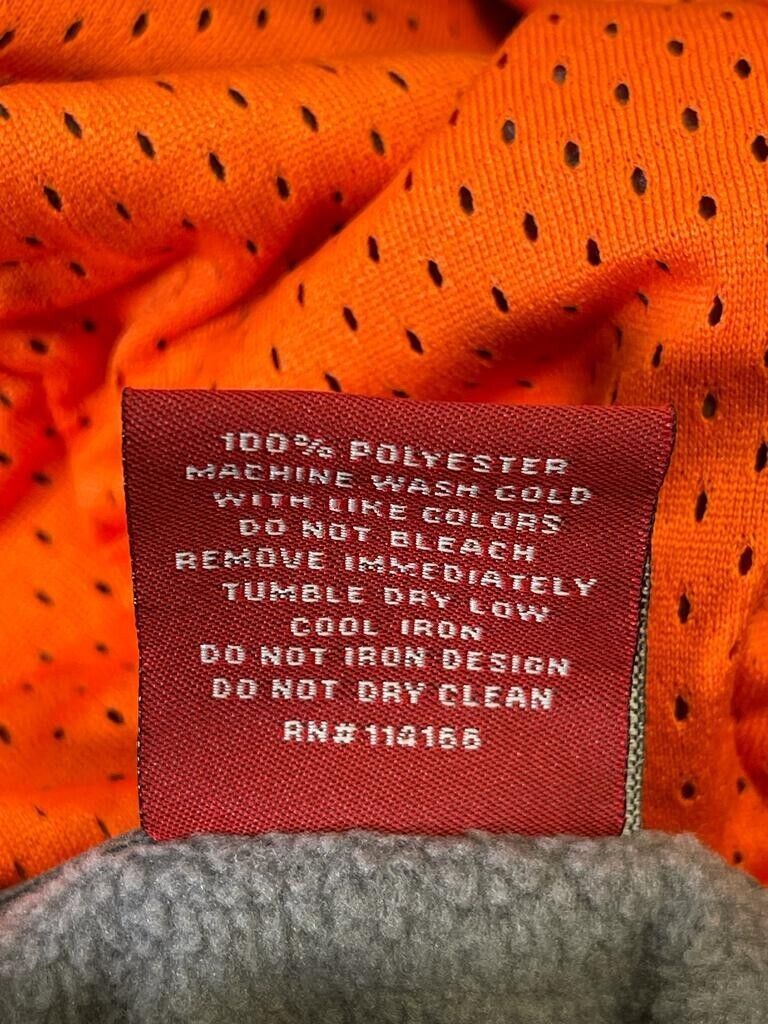 100% POLYESTER
MACHINE WASH COLD
WITH LIKE COLORS
DO NOT BLEACH
REMOVE IMMEDIATELY
TUMBLE DRY LOW
COOL IRON
DO NOT IRON DESIGN
DO NOT DRY CLEAN
RN# 114166